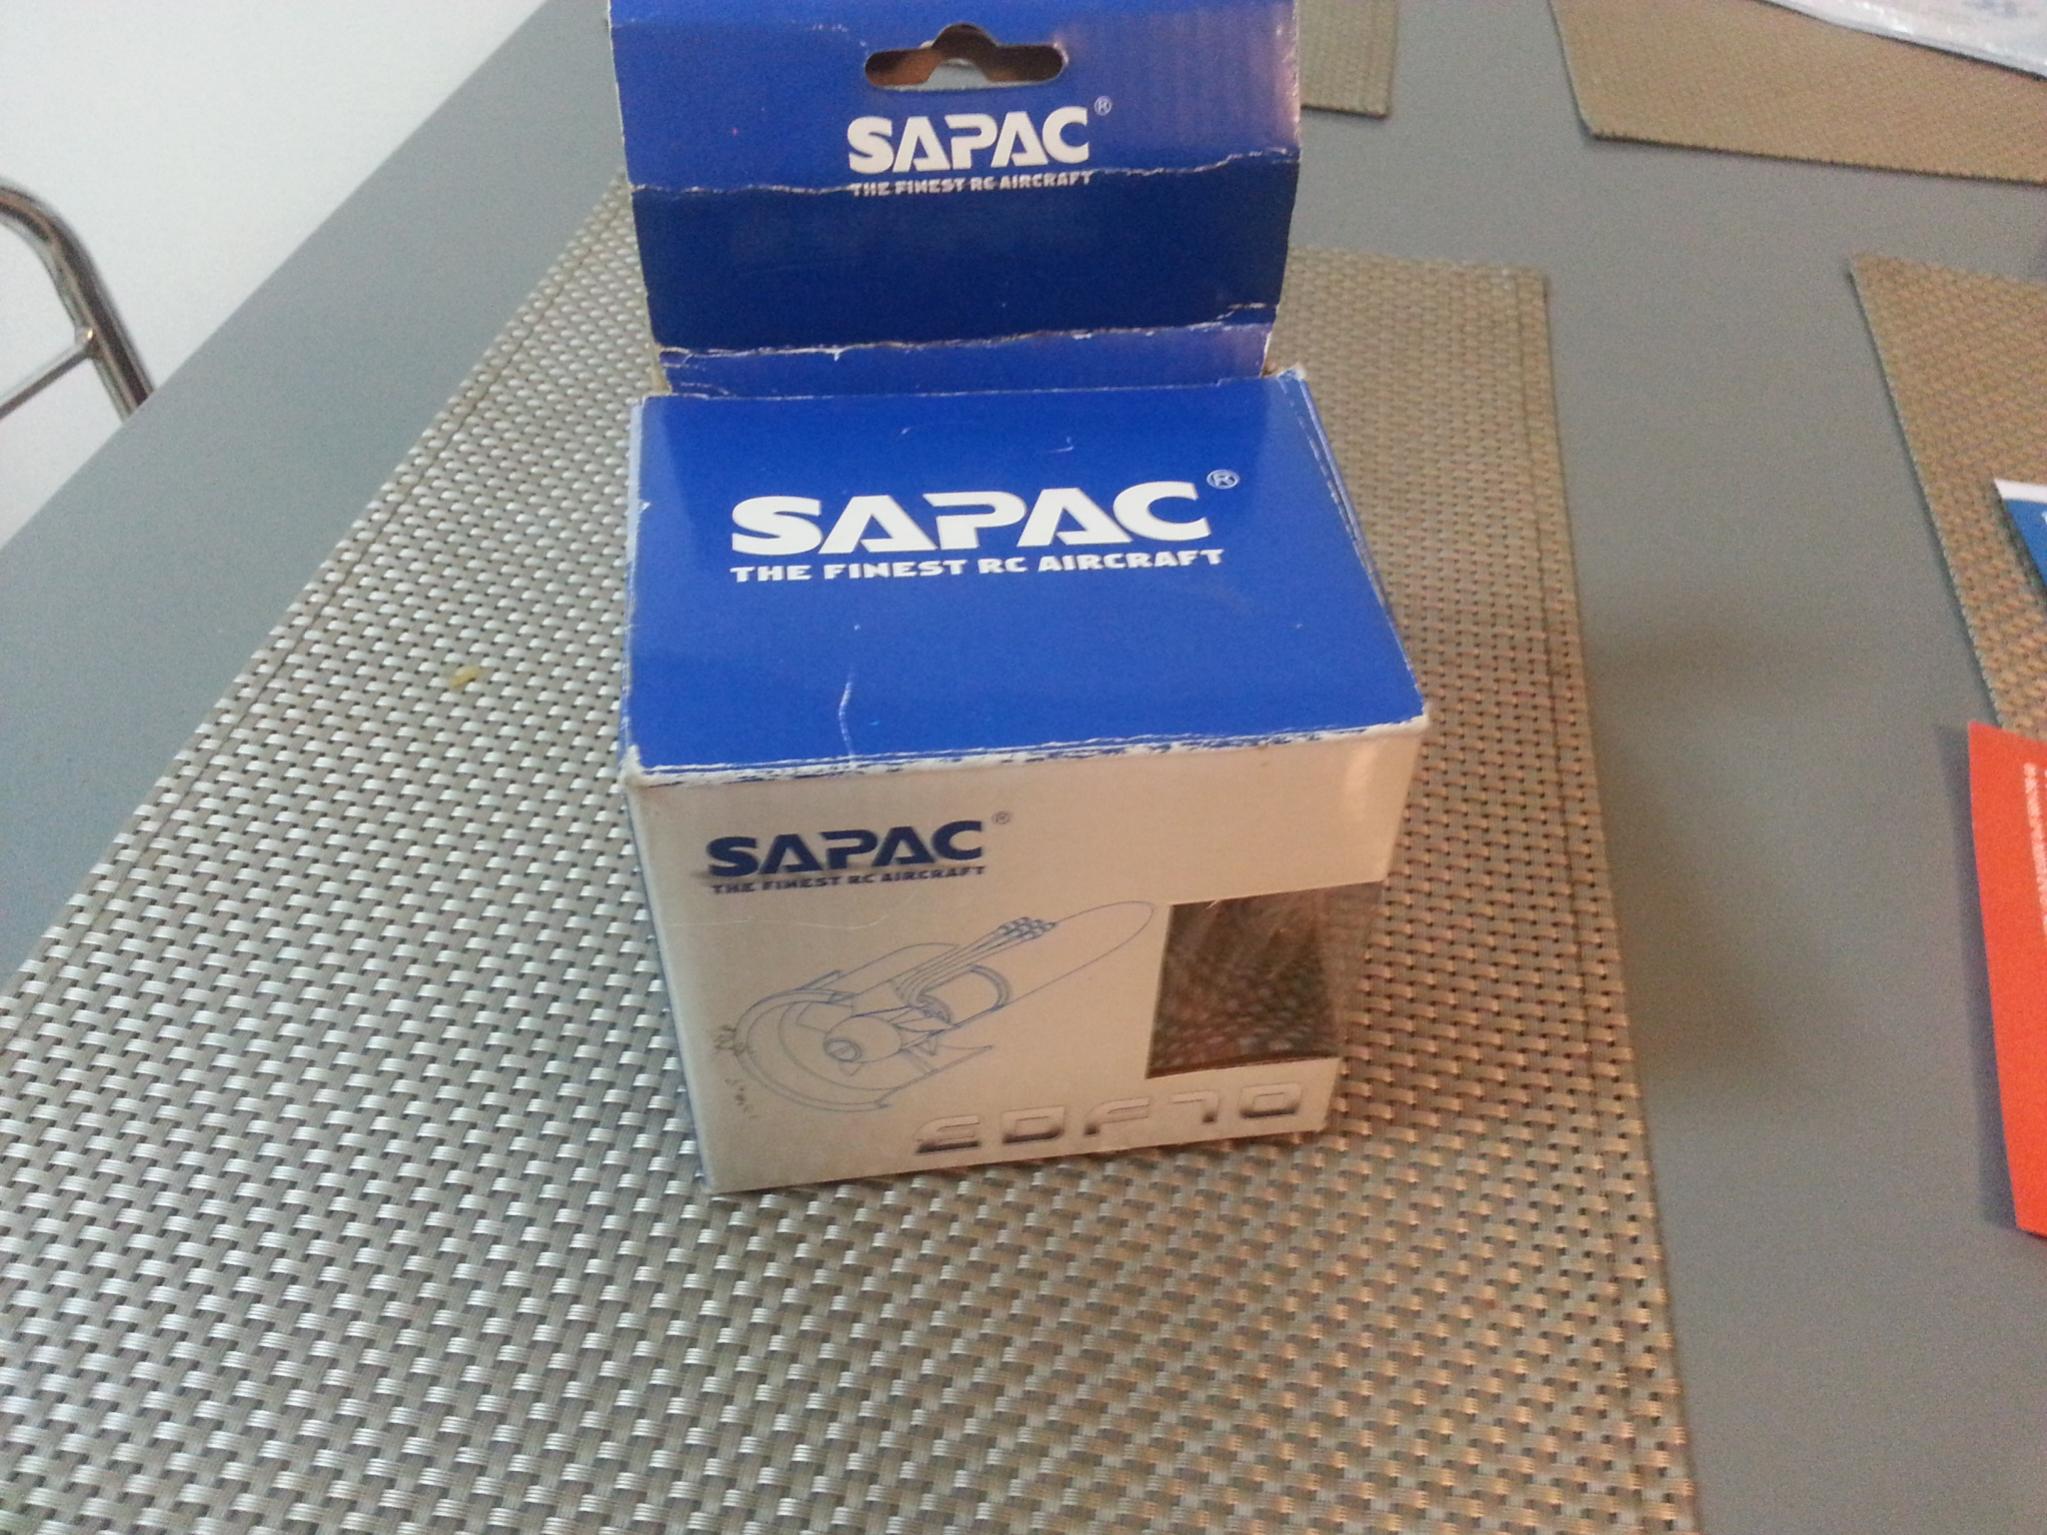 SAPAC®
THE FINEST RC AIRCRAFT
SAPAC®
THE FINEST RC AIRCRAFT
SAPAC®
THE FINEST RC AIRCRAFT
EDF70